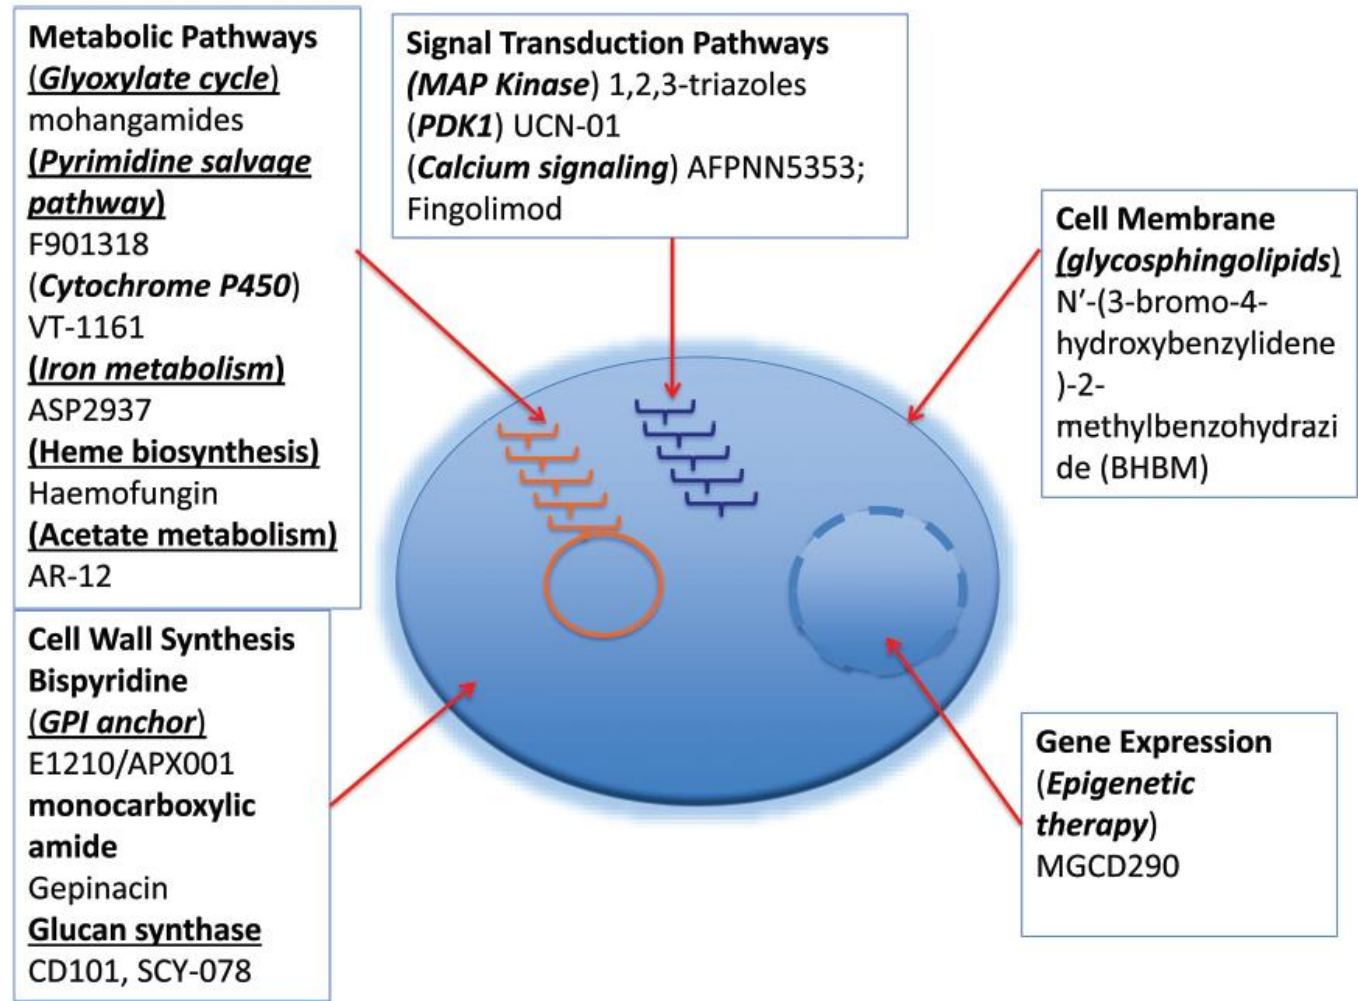 Metabolic Pathways
(Glyoxylate cycle)
mohangamides
(Pyrimidine salvage
pathway)
F901318
(Cytochrome P450)
VT-1161
(Iron metabolism)
ASP2937
(Heme biosynthesis)
Haemofungin
(Acetate metabolism)
AR-12
Cell Wall Synthesis
Bispyridine
(GPI anchor)
E1210/APX001
monocarboxylic
amide
Gepinacin
Glucan synthase
CD101, SCY-078
Signal Transduction Pathways
(MAP Kinase) 1,2,3-triazoles
(PDK1) UCN-01
(Calcium signaling) AFPNN5353;
Fingolimod
Cell Membrane
(glycosphingolipids)
N′-(3-bromo-4-
hydroxybenzylidene
)-2-
methylbenzohydrazi
de (BHBM)
Gene Expression
(Epigenetic
therapy)
MGCD290